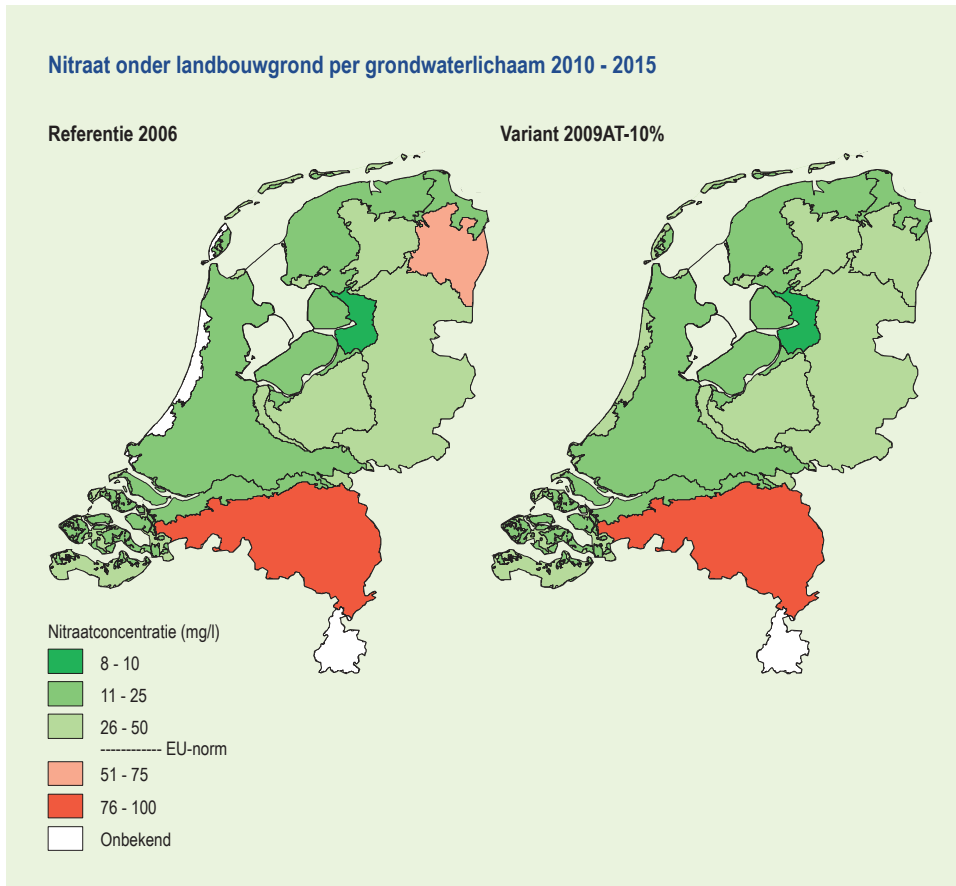 Nitraat onder landbouwgrond per grondwaterlichaam 2010 - 2015
Referentie 2006
Variant 2009AT-10%
Nitraatconcentratie (mg/l)
8 - 10
11 - 25
26 - 50
------------ EU-norm
51 - 75
76 - 100
Onbekend